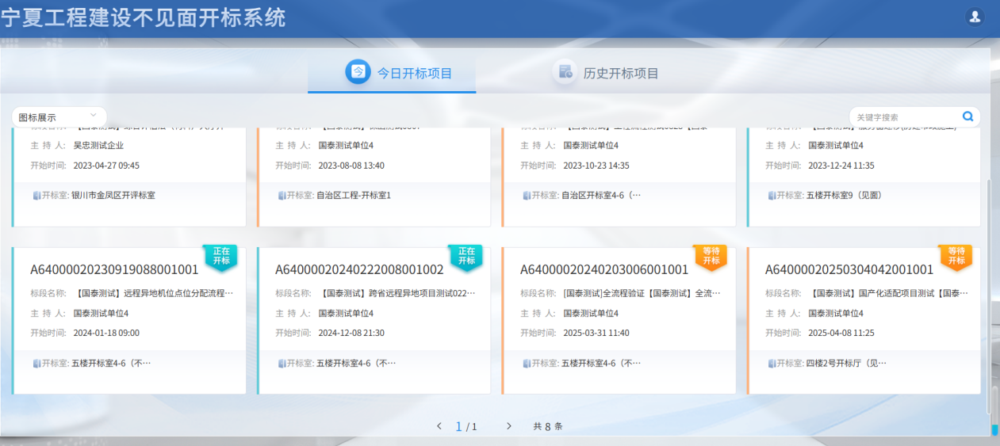 宁夏工程建设不见面开标系统
今日开标项目
历史开标项目
图标展示
关键字搜索
主 持 人: 吴忠测试企业
开始时间: 2023-04-27 09:45
开标室: 银川市金凤区开评标室
主 持 人: 国泰测试单位4
开始时间: 2023-08-08 13:40
开标室: 自治区工程-开标室1
主 持 人: 国泰测试单位4
开始时间: 2023-10-23 14:35
开标室: 自治区开标室4-6（…
主 持 人: 国泰测试单位4
开始时间: 2023-12-24 11:35
开标室: 五楼开标室9（见面）
正在
开标
A6400002023091908800​1001
标段名称: 【国泰测试】远程异地机位点位分配流程…
主 持 人: 国泰测试单位4
开始时间: 2024-01-18 09:00
开标室: 五楼开标室4-6（不…
正在
开标
A64000020240222008001002
标段名称: 【国泰测试】跨省远程异地项目测试022…
主 持 人: 国泰测试单位4
开始时间: 2024-12-08 21:30
开标室: 五楼开标室4-6（不…
等待
开标
A64000020240203006001001
标段名称: [国泰测试]全流程验证【国泰测试】全流…
主 持 人: 国泰测试单位4
开始时间: 2025-03-31 11:40
开标室: 五楼开标室4-6（不…
等待
开标
A64000020250304042001001
标段名称: 【国泰测试】国产化适配项目测试【国泰…
主 持 人: 国泰测试单位4
开始时间: 2025-04-08 11:25
开标室: 四楼2号开标厅（见…
1 / 1
共 8 条